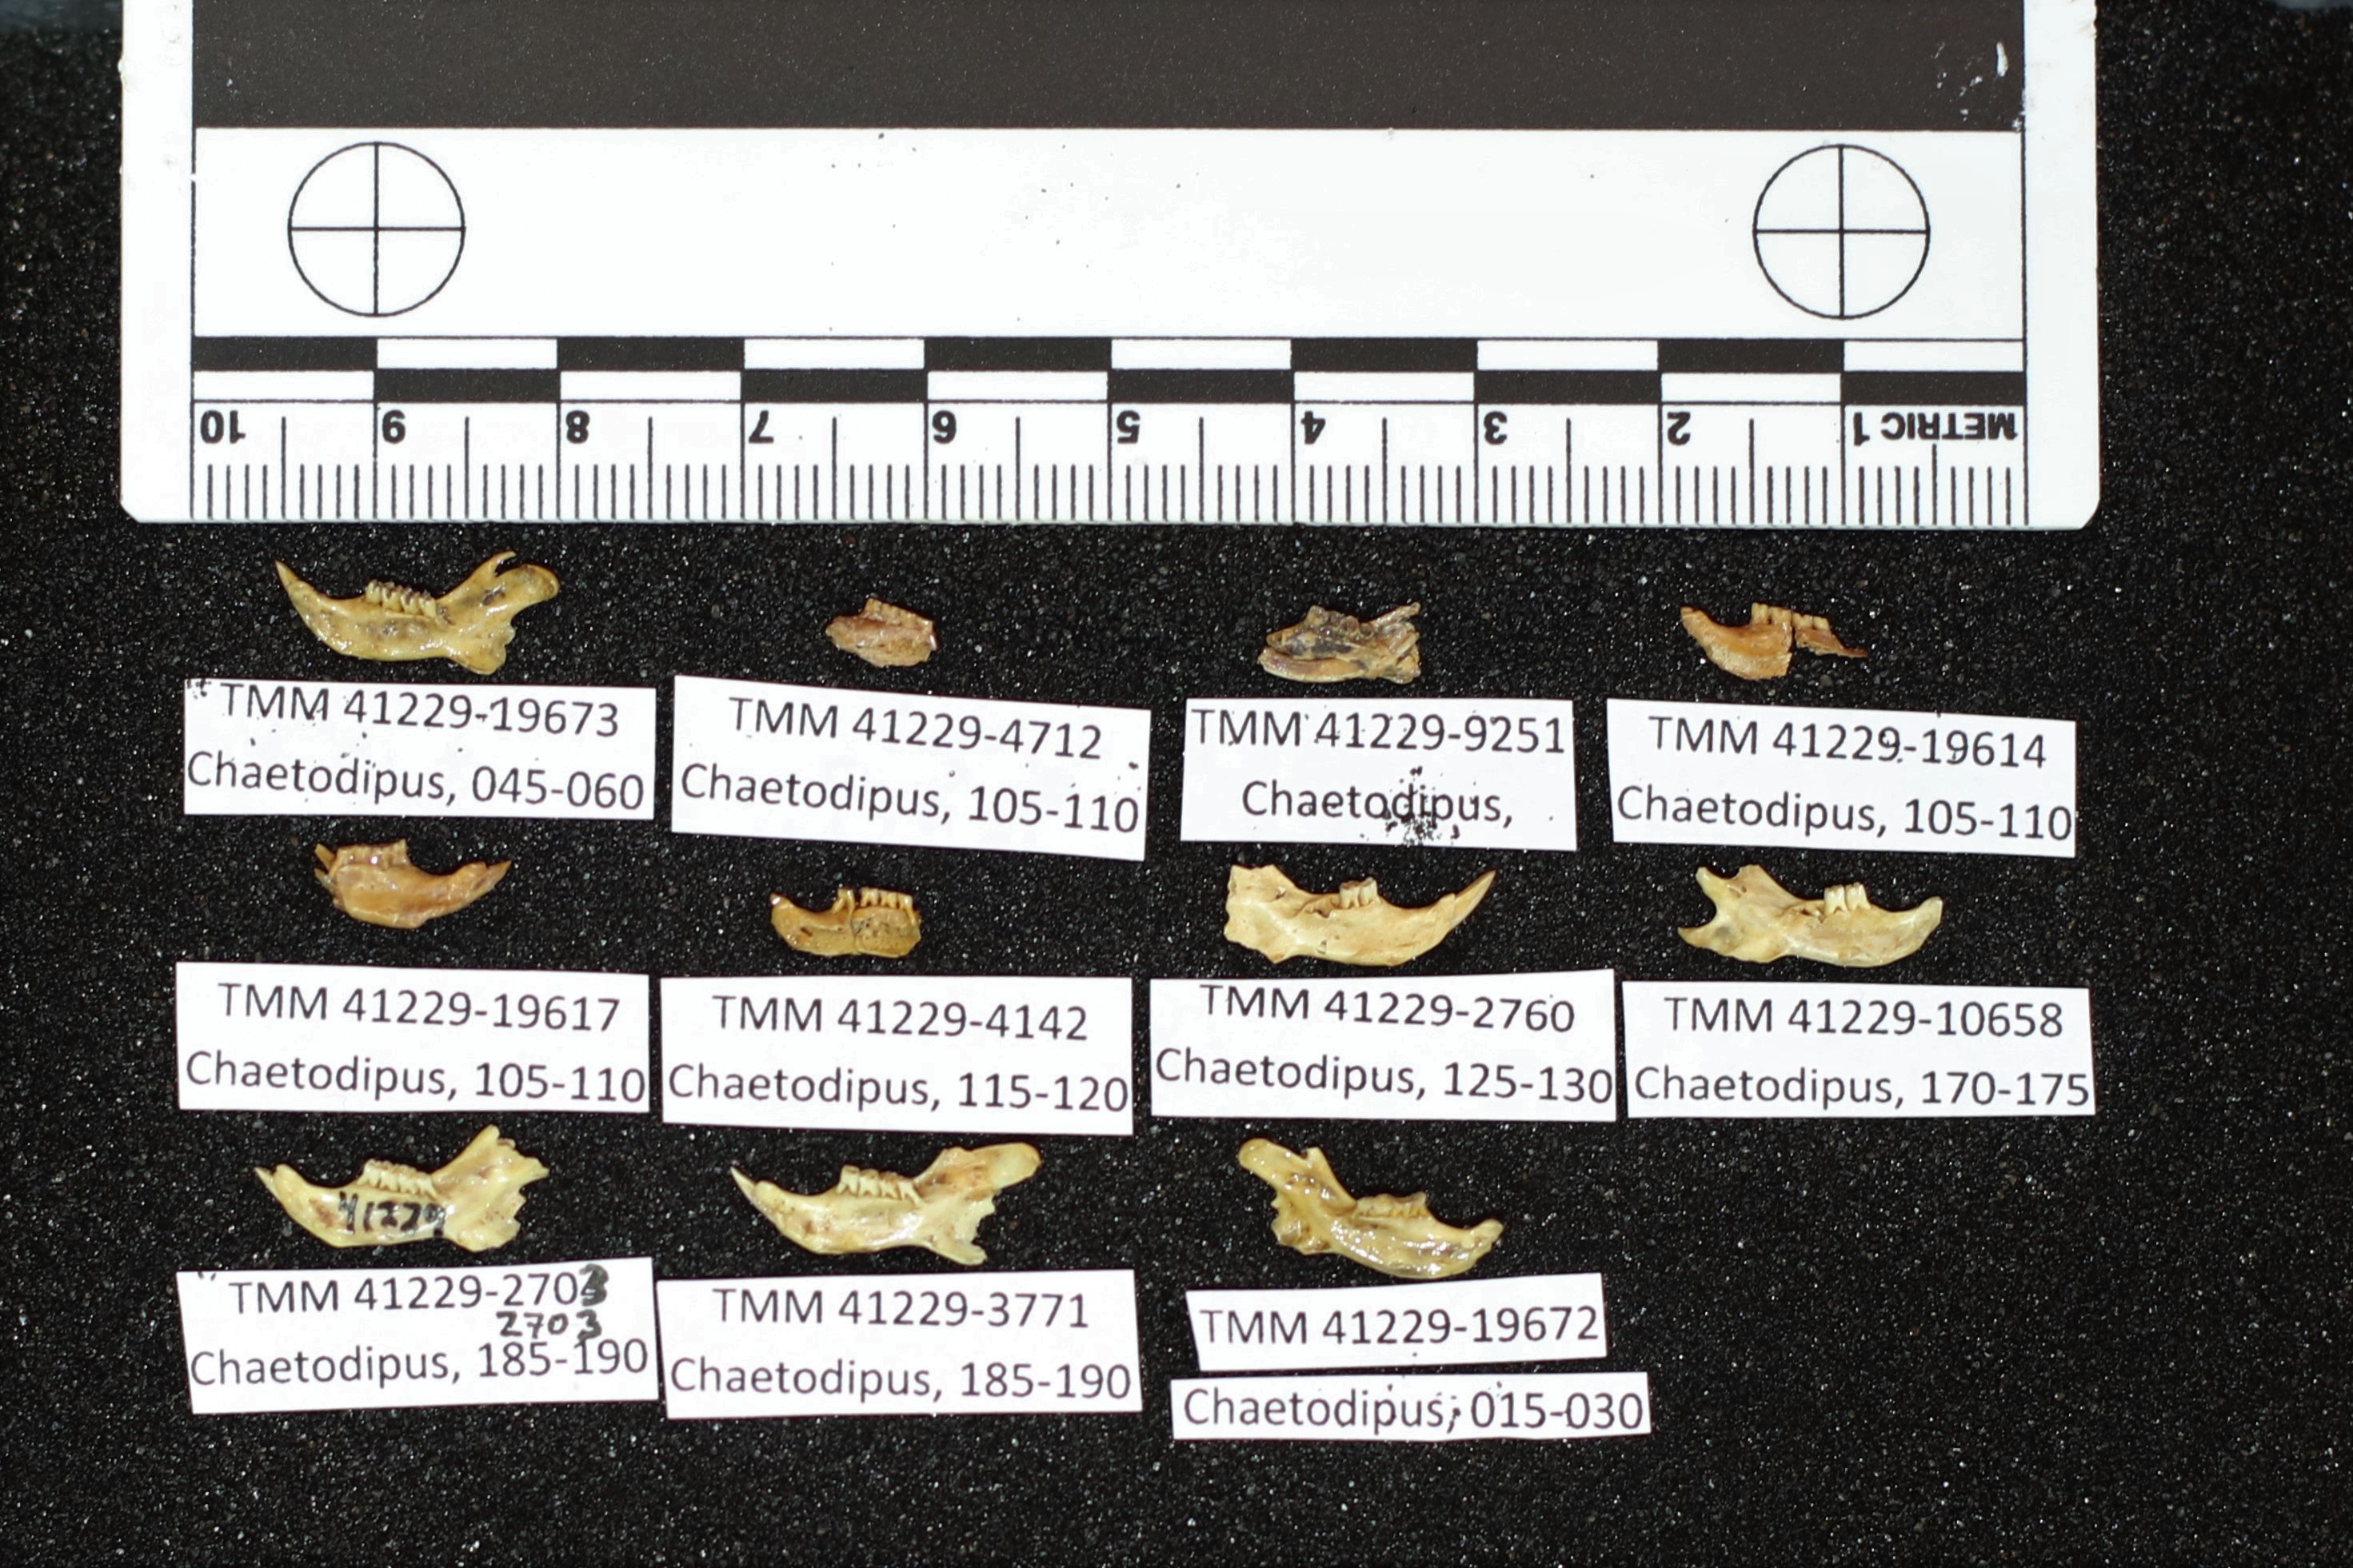 10 9 8 7 6 5 4 3 2 1 METRIC
TMM 41229-19673
Chaetodipus, 045-060
TMM 41229-4712
Chaetodipus, 105-110
TMM 41229-9251
Chaetodipus,
TMM 41229-19614
Chaetodipus, 105-110
TMM 41229-19617
Chaetodipus, 105-110
TMM 41229-4142
Chaetodipus, 115-120
TMM 41229-2760
Chaetodipus, 125-130
TMM 41229-10658
Chaetodipus, 170-175
41229
TMM 41229-2703
2703
Chaetodipus, 185-190
TMM 41229-3771
Chaetodipus, 185-190
TMM 41229-19672
Chaetodipus, 015-030